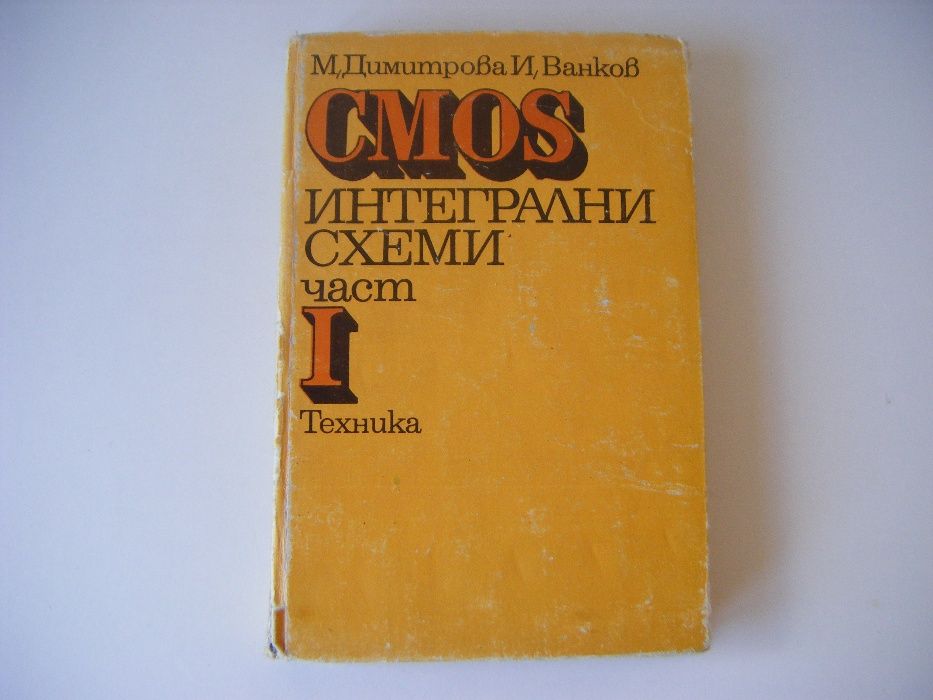 М, Димитрова И, Ванков
CMOS
ИНТЕГРАЛНИ
СХЕМИ
част
I
Техника